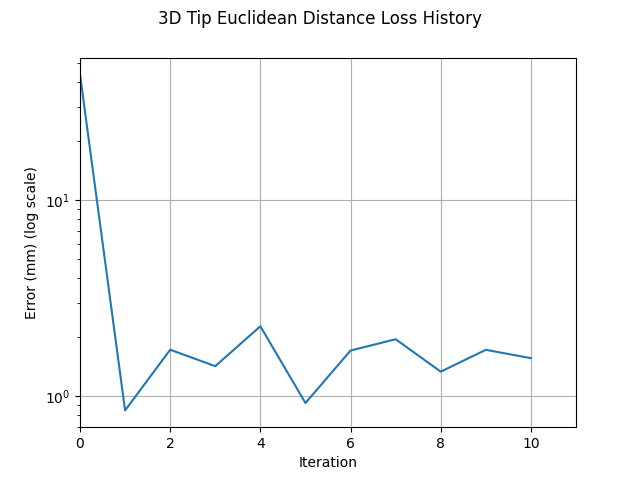 3D Tip Euclidean Distance Loss History
Error (mm) (log scale)
10¹
10⁰
0 2 4 6 8 10
Iteration